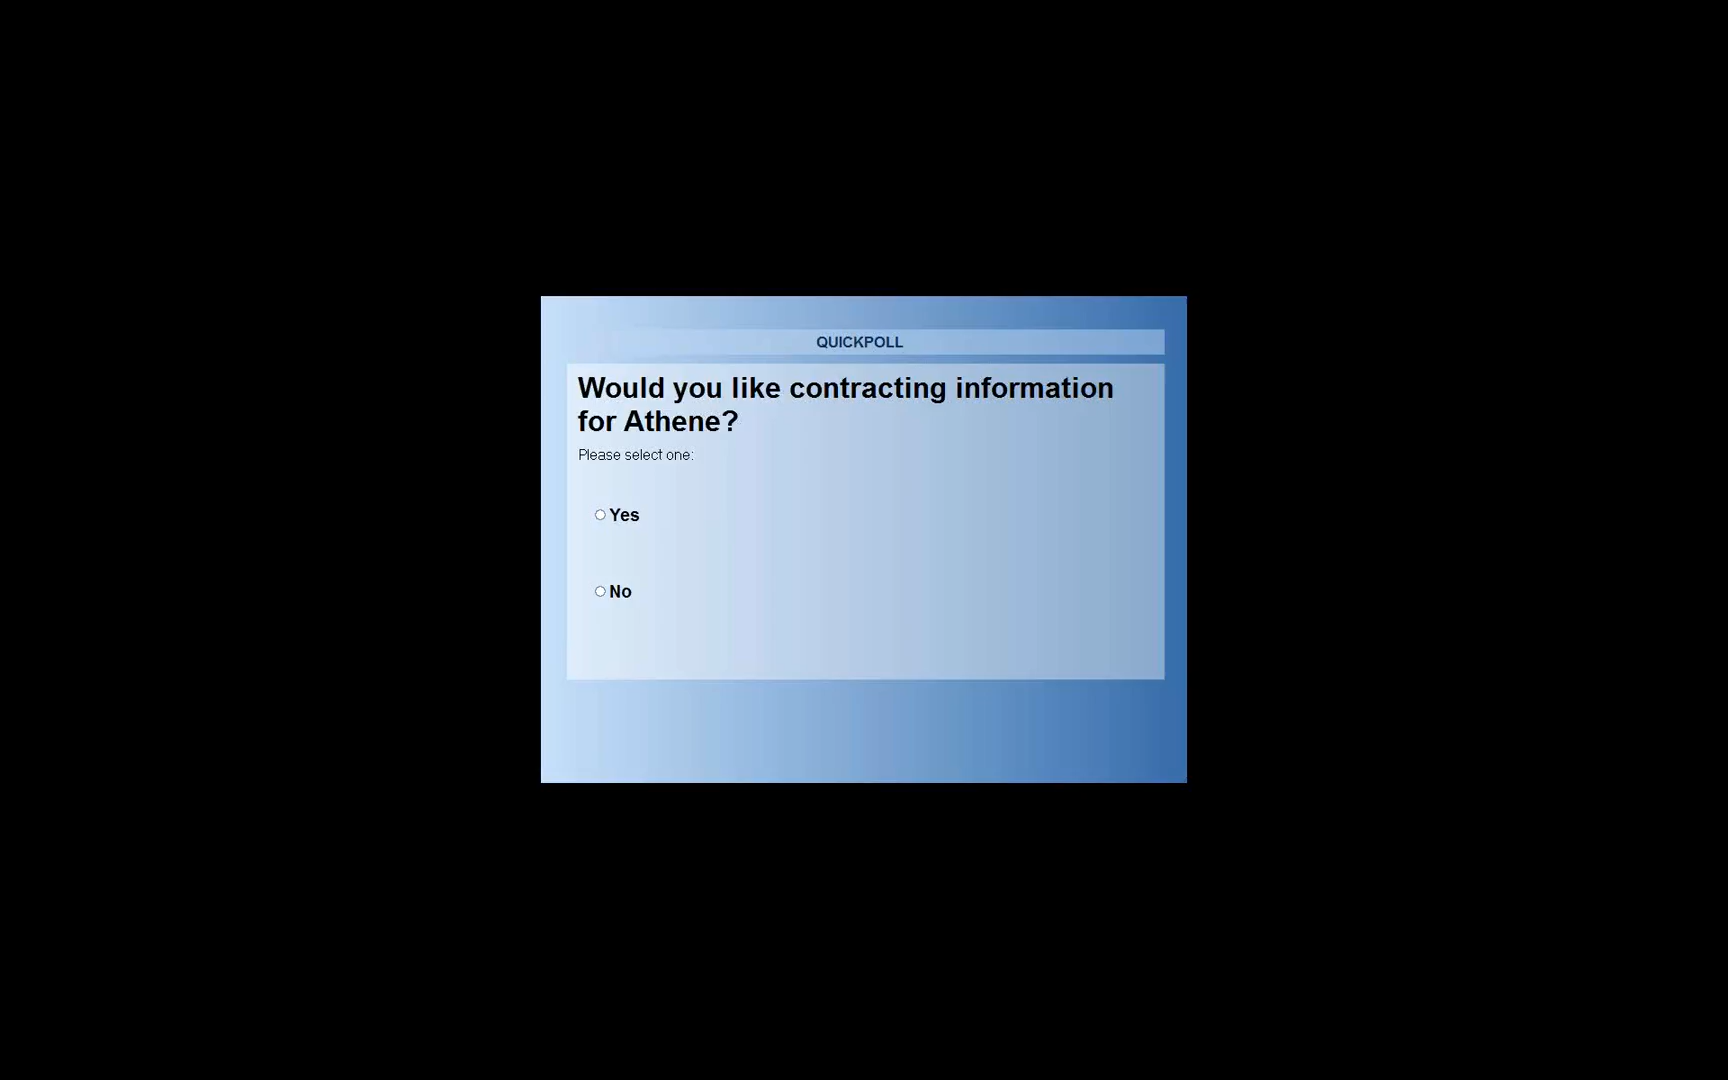 QUICKPOLL
Would you like contracting information
for Athene?
Please select one:
Yes
No